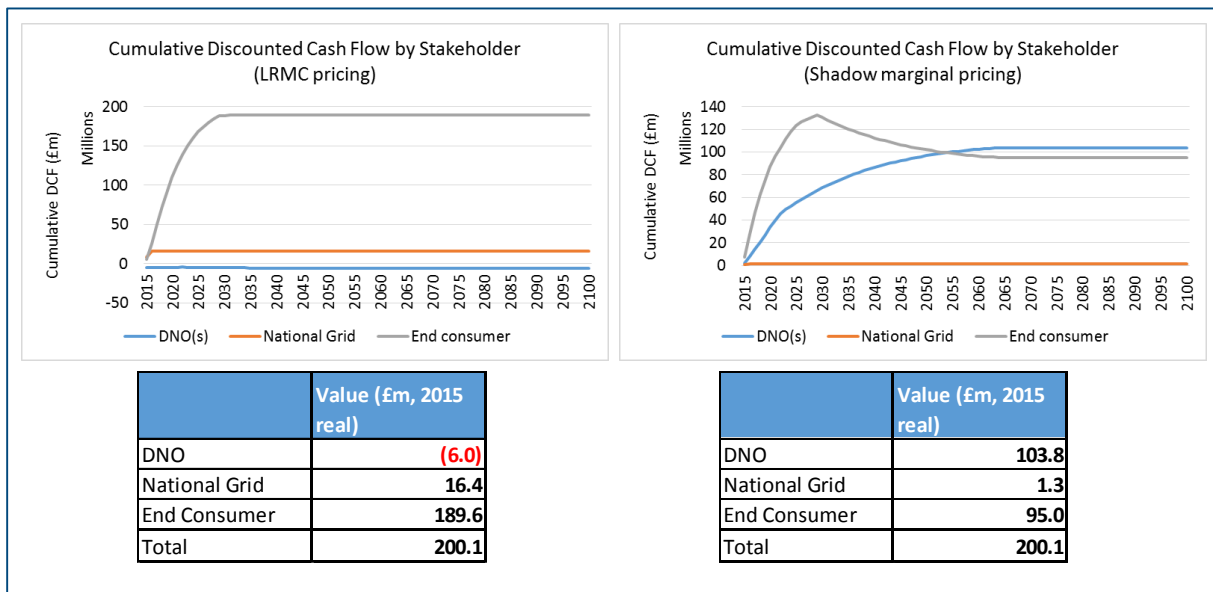 Cumulative Discounted Cash Flow by Stakeholder
(LRMC pricing)
Cumulative DCF (£m)
Millions
200
150
100
50
0
-50
2015
2020
2025
2030
2035
2040
2045
2050
2055
2060
2065
2070
2075
2080
2085
2090
2095
2100
DNO(s)
National Grid
End consumer
Value (£m, 2015
real)
DNO (6.0)
National Grid 16.4
End Consumer 189.6
Total 200.1
Cumulative Discounted Cash Flow by Stakeholder
(Shadow marginal pricing)
Cumulative DCF (£m)
Millions
140
120
100
80
60
40
20
0
2015
2020
2025
2030
2035
2040
2045
2050
2055
2060
2065
2070
2075
2080
2085
2090
2095
2100
DNO(s)
National Grid
End consumer
Value (£m, 2015
real)
DNO 103.8
National Grid 1.3
End Consumer 95.0
Total 200.1